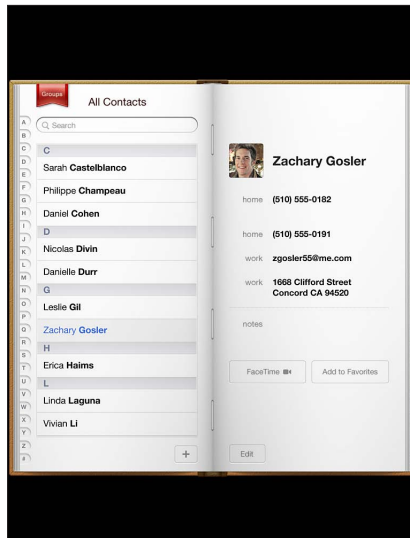 Groups
All Contacts
Search
A
B
C
D
E
F
G
H
I
J
K
L
M
N
O
P
Q
R
S
T
U
V
W
X
Y
Z
#
C
Sarah Castelblanco
Philippe Champeau
Daniel Cohen
D
Nicolas Divin
Danielle Durr
G
Leslie Gil
Zachary Gosler
H
Erica Haims
L
Linda Laguna
Vivian Li
+
Zachary Gosler
home (510) 555-0182
home (510) 555-0191
work zgosler55@me.com
work 1668 Clifford Street
Concord CA 94520
notes
FaceTime
Add to Favorites
Edit